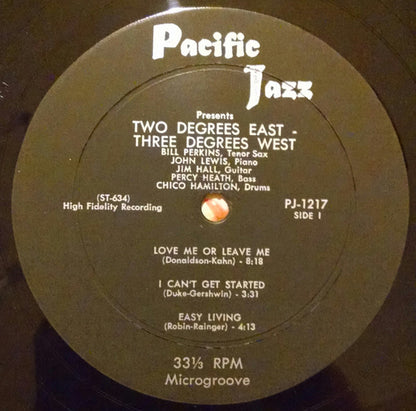 Pacific
Jazz
Presents
TWO DEGREES EAST -
THREE DEGREES WEST
BILL PERKINS, Tenor Sax
JOHN LEWIS, Piano
JIM HALL, Guitar
PERCY HEATH, Bass
CHICO HAMILTON, Drums
(ST-634)
High Fidelity Recording
PJ-1217
SIDE 1
LOVE ME OR LEAVE ME
(Donaldson-Kahn) - 8:18
I CAN'T GET STARTED
(Duke-Gershwin) - 3:31
EASY LIVING
(Robin-Rainger) - 4:13
33⅓ RPM
Microgroove